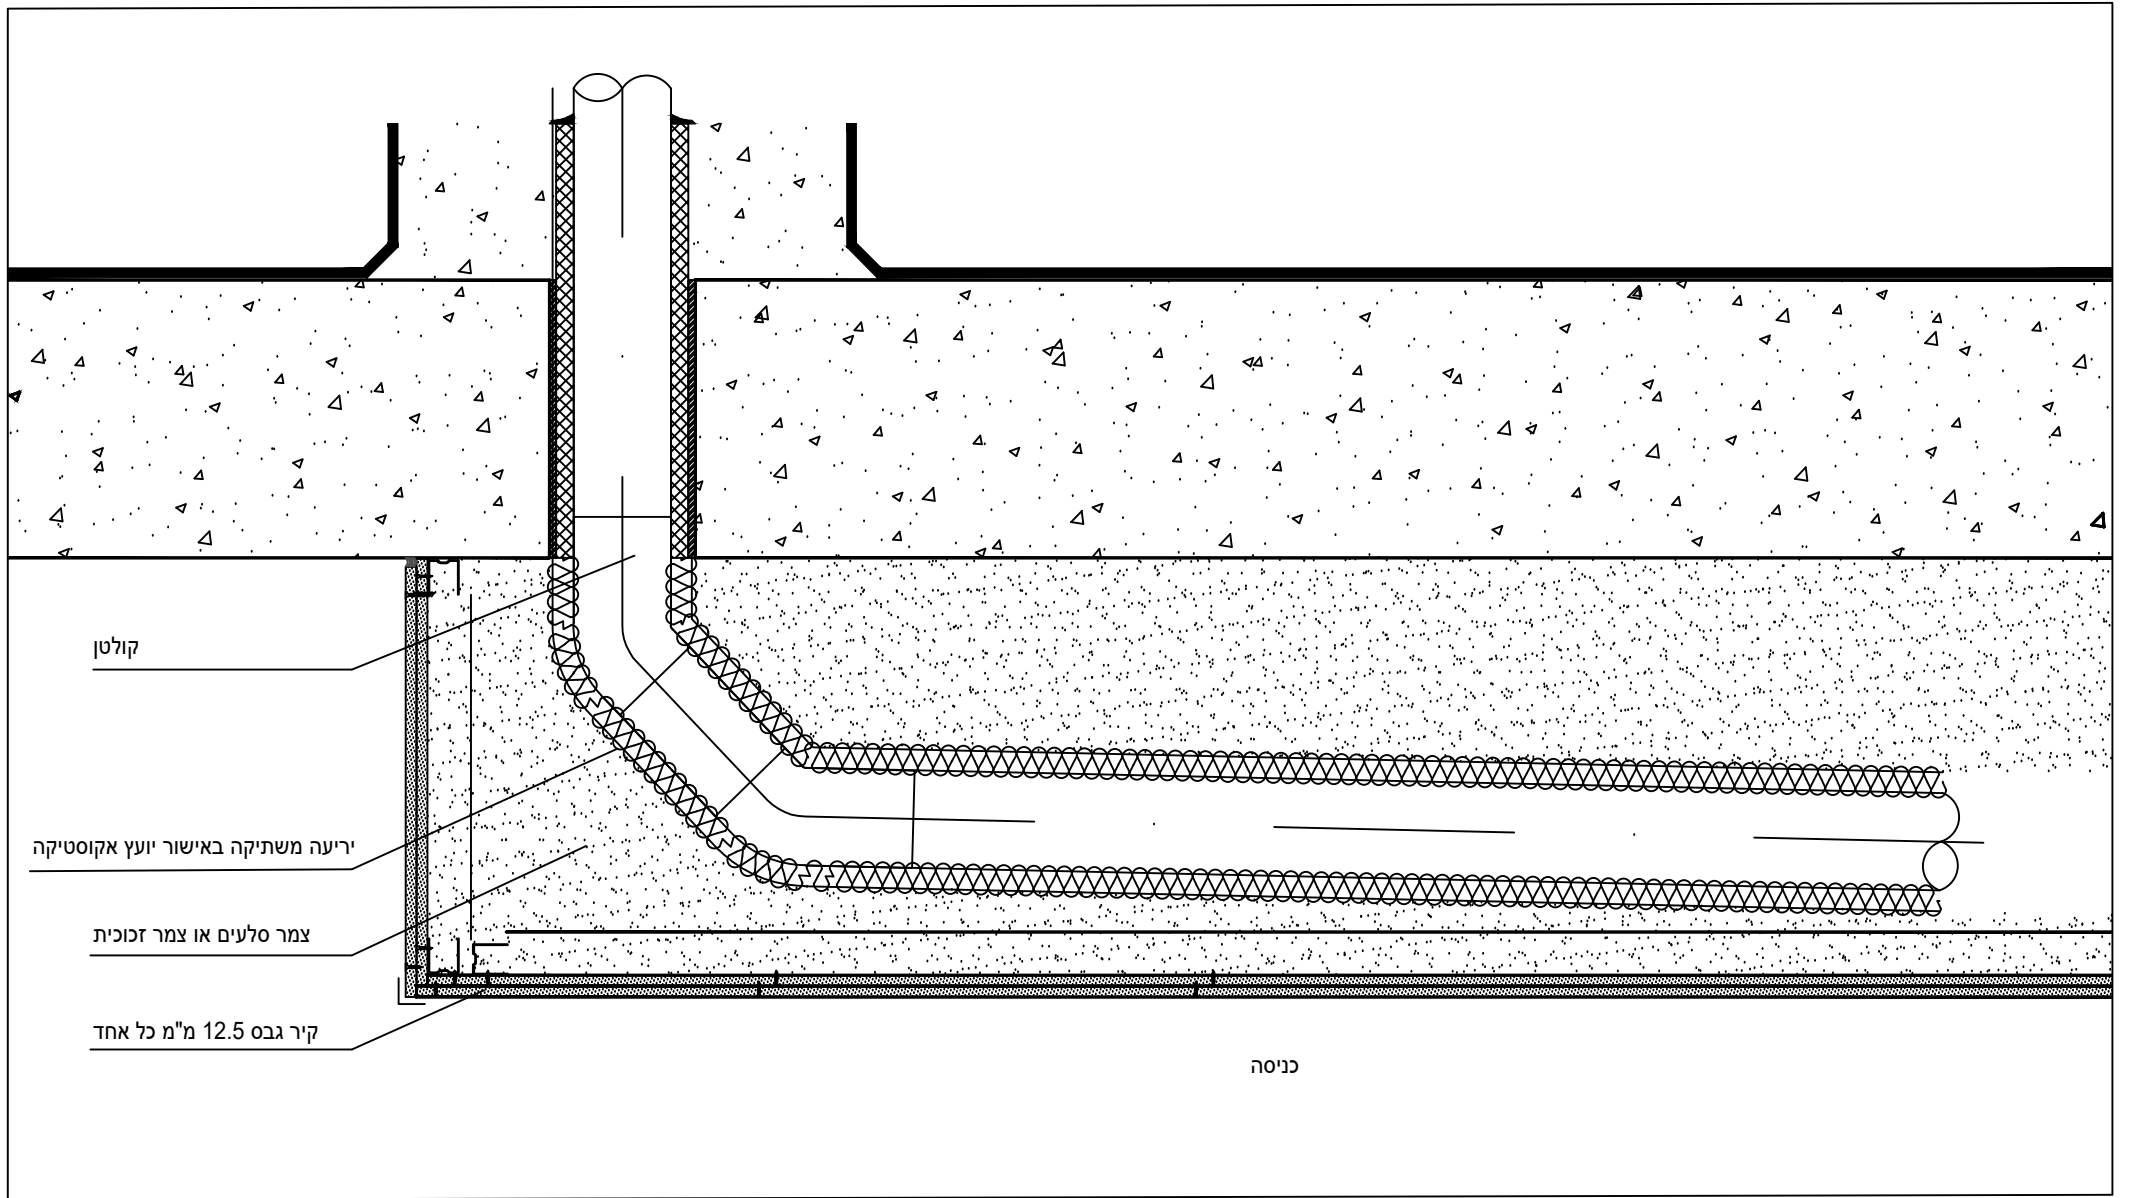 קולטן
יריעה משתיקה באישור יועץ אקוסטיקה
צמר סלעים או צמר זכוכית
קיר גבס 12.5 מ"מ כל אחד
כניסה